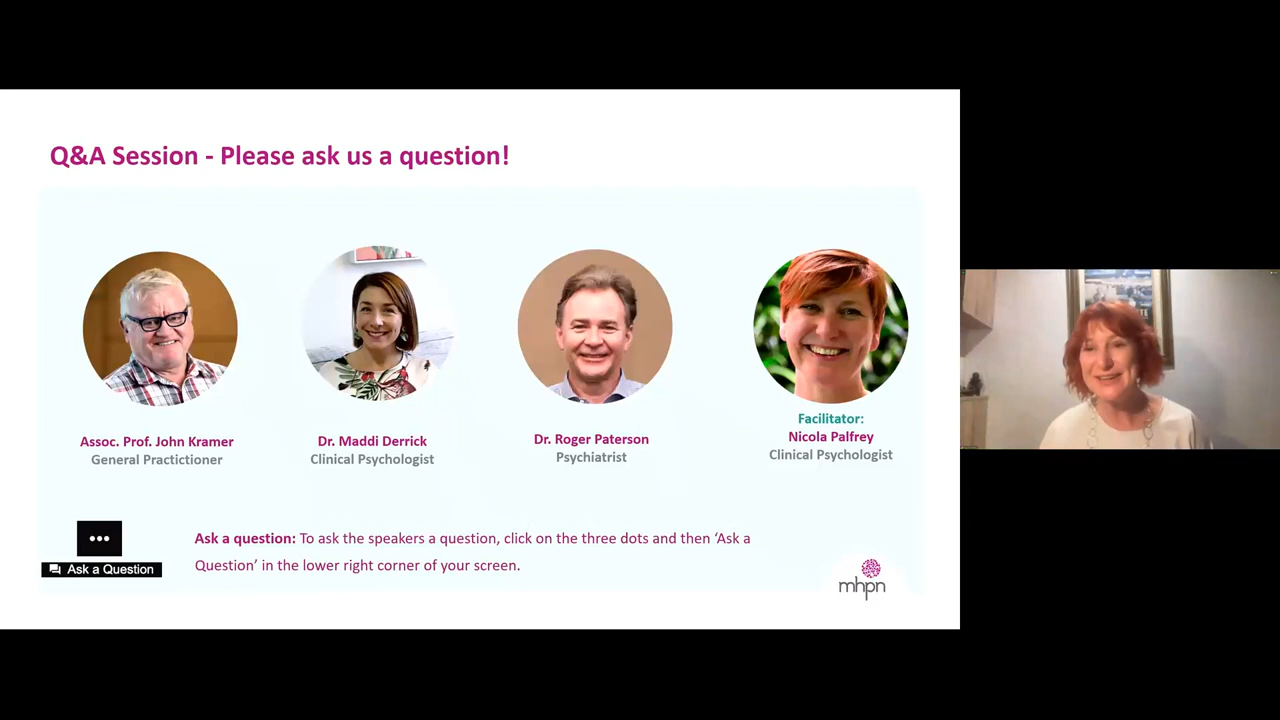 Q&A Session - Please ask us a question!
Assoc. Prof. John Kramer
General Practictioner
Dr. Maddi Derrick
Clinical Psychologist
Dr. Roger Paterson
Psychiatrist
Facilitator:
Nicola Palfrey
Clinical Psychologist
Ask a Question
Ask a question: To ask the speakers a question, click on the three dots and then ‘Ask a
Question’ in the lower right corner of your screen.
mhpn